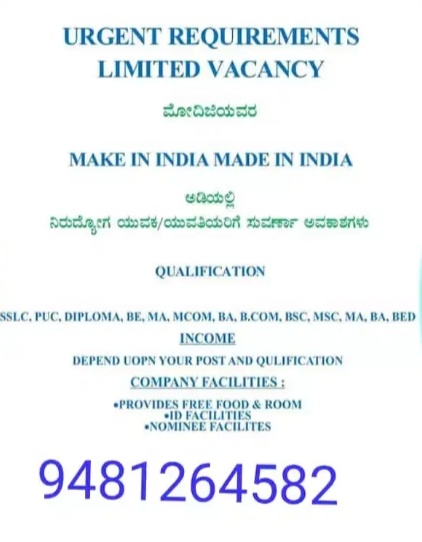 URGENT REQUIREMENTS
LIMITED VACANCY
ಮೋದಿಜಿಯವರ
MAKE IN INDIA MADE IN INDIA
ಅಡಿಯಲ್ಲಿ
ನಿರುದ್ಯೋಗ ಯುವಕ/ಯುವತಿಯರಿಗೆ ಸುವರ್ಣಾ ಅವಕಾಶಗಳು
QUALIFICATION
SSLC, PUC, DIPLOMA, BE, MA, MCOM, BA, B.COM, BSC, MSC, MA, BA, BED
INCOME
DEPEND UOPN YOUR POST AND QULIFICATION
COMPANY FACILITIES :
•PROVIDES FREE FOOD & ROOM
•ID FACILITIES
•NOMINEE FACILITES
9481264582